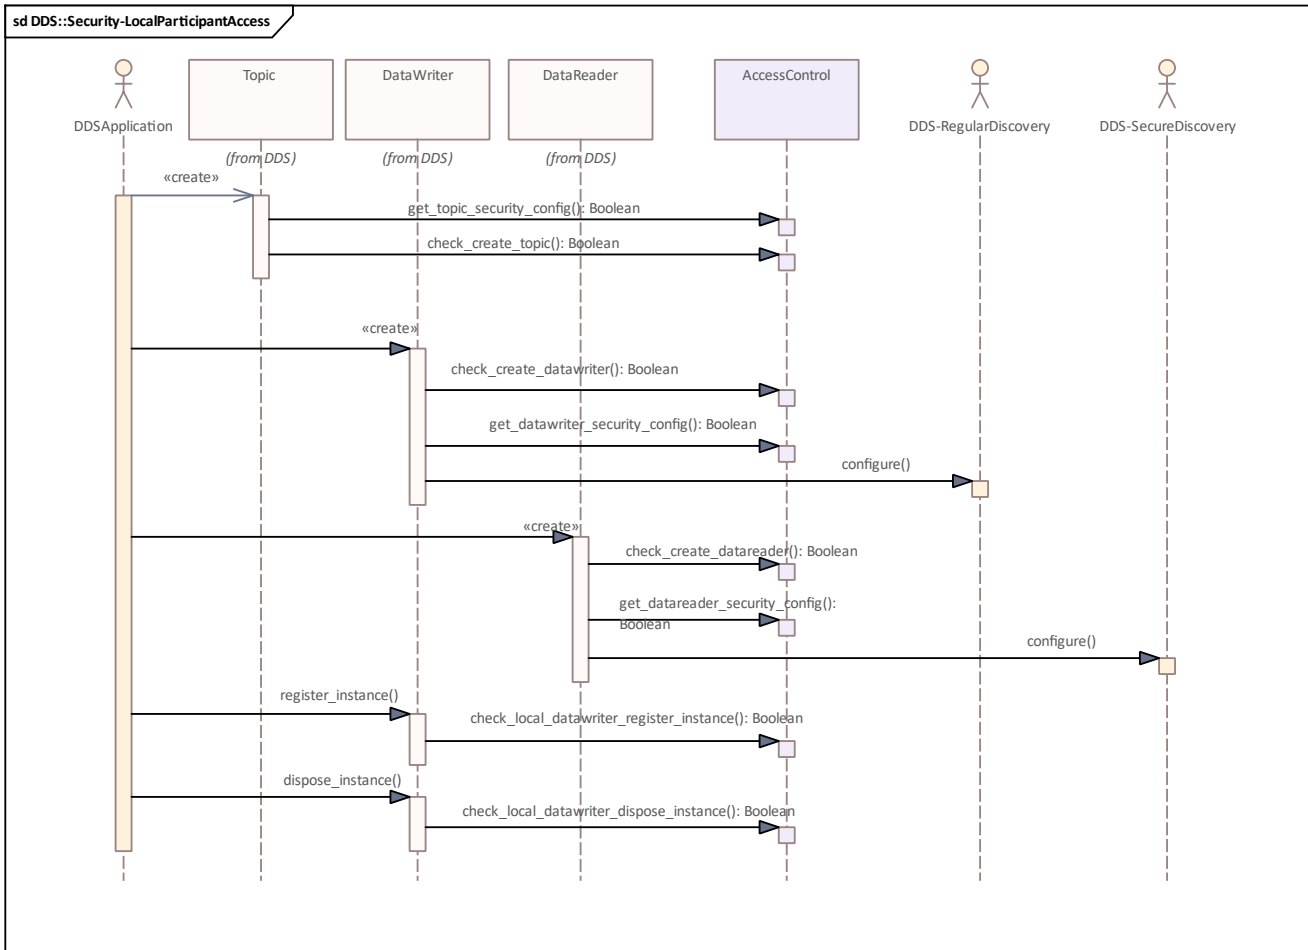 sd DDS::Security-LocalParticipantAccess
Topic
DataWriter
DataReader
AccessControl
DDSApplication
DDS-RegularDiscovery
DDS-SecureDiscovery
(from DDS)
(from DDS)
(from DDS)
«create»
get_topic_security_config(): Boolean
check_create_topic(): Boolean
«create»
check_create_datawriter(): Boolean
get_datawriter_security_config(): Boolean
configure()
«create»
check_create_datareader(): Boolean
get_datareader_security_config():
Boolean
configure()
register_instance()
check_local_datawriter_register_instance(): Boolean
dispose_instance()
check_local_datawriter_dispose_instance(): Boolean